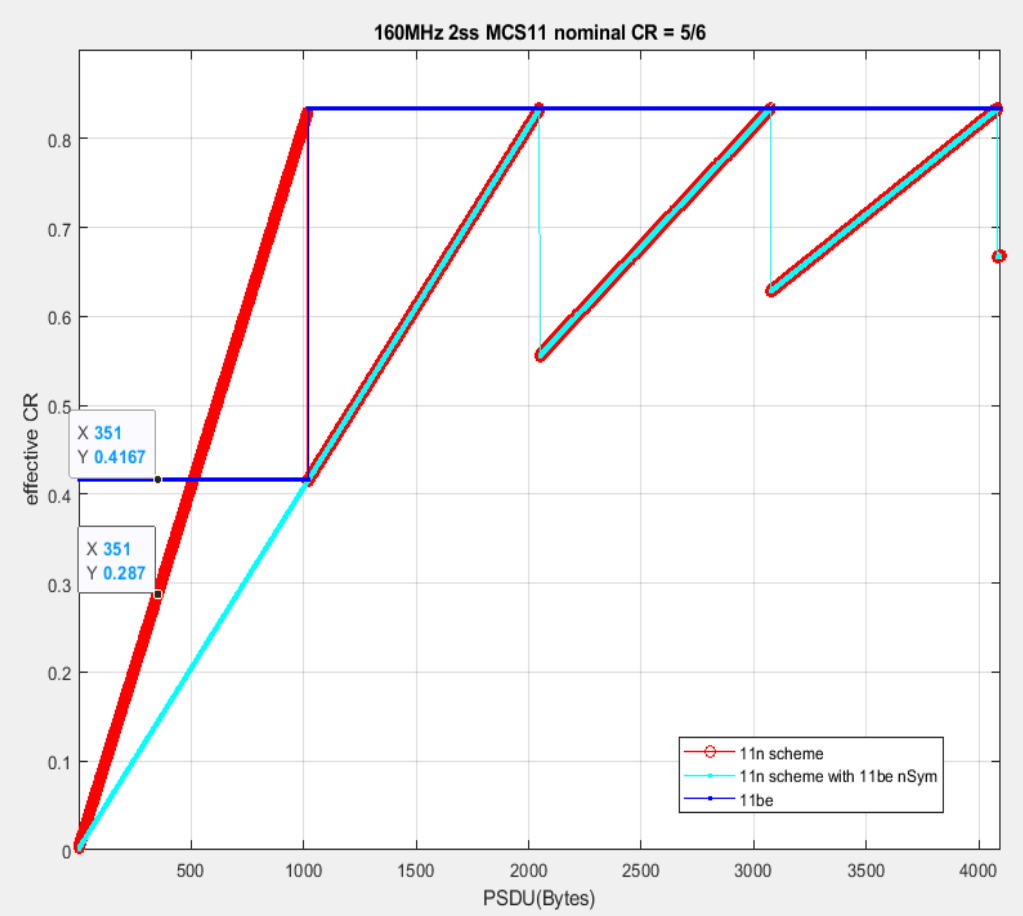 160MHz 2ss MCS11 nominal CR = 5/6
effective CR
0.8
0.7
0.6
0.5
0.4
0.3
0.2
0.1
0
X 351
Y 0.4167
X 351
Y 0.287
11n scheme
11n scheme with 11be nSym
11be
500 1000 1500 2000 2500 3000 3500 4000
PSDU(Bytes)